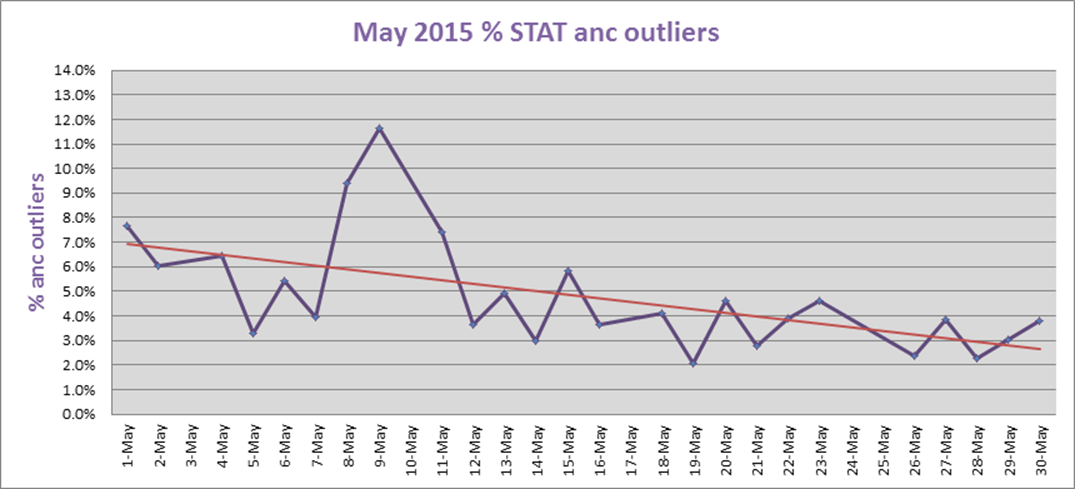 May 2015 % STAT anc outliers
% anc outliers
14.0%
13.0%
12.0%
11.0%
10.0%
9.0%
8.0%
7.0%
6.0%
5.0%
4.0%
3.0%
2.0%
1.0%
0.0%
1-May
2-May
3-May
4-May
5-May
6-May
7-May
8-May
9-May
10-May
11-May
12-May
13-May
14-May
15-May
16-May
17-May
18-May
19-May
20-May
21-May
22-May
23-May
24-May
25-May
26-May
27-May
28-May
29-May
30-May